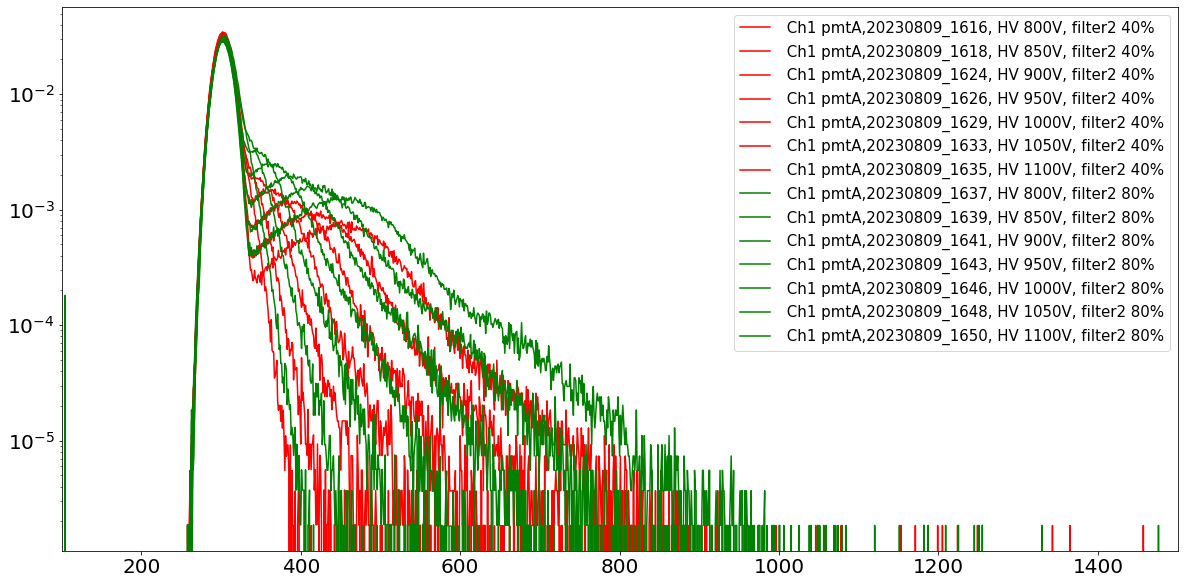 10⁻²
10⁻³
10⁻⁴
10⁻⁵
200 400 600 800 1000 1200 1400
Ch1 pmtA,20230809_1616, HV 800V, filter2 40%
Ch1 pmtA,20230809_1618, HV 850V, filter2 40%
Ch1 pmtA,20230809_1624, HV 900V, filter2 40%
Ch1 pmtA,20230809_1626, HV 950V, filter2 40%
Ch1 pmtA,20230809_1629, HV 1000V, filter2 40%
Ch1 pmtA,20230809_1633, HV 1050V, filter2 40%
Ch1 pmtA,20230809_1635, HV 1100V, filter2 40%
Ch1 pmtA,20230809_1637, HV 800V, filter2 80%
Ch1 pmtA,20230809_1639, HV 850V, filter2 80%
Ch1 pmtA,20230809_1641, HV 900V, filter2 80%
Ch1 pmtA,20230809_1643, HV 950V, filter2 80%
Ch1 pmtA,20230809_1646, HV 1000V, filter2 80%
Ch1 pmtA,20230809_1648, HV 1050V, filter2 80%
Ch1 pmtA,20230809_1650, HV 1100V, filter2 80%